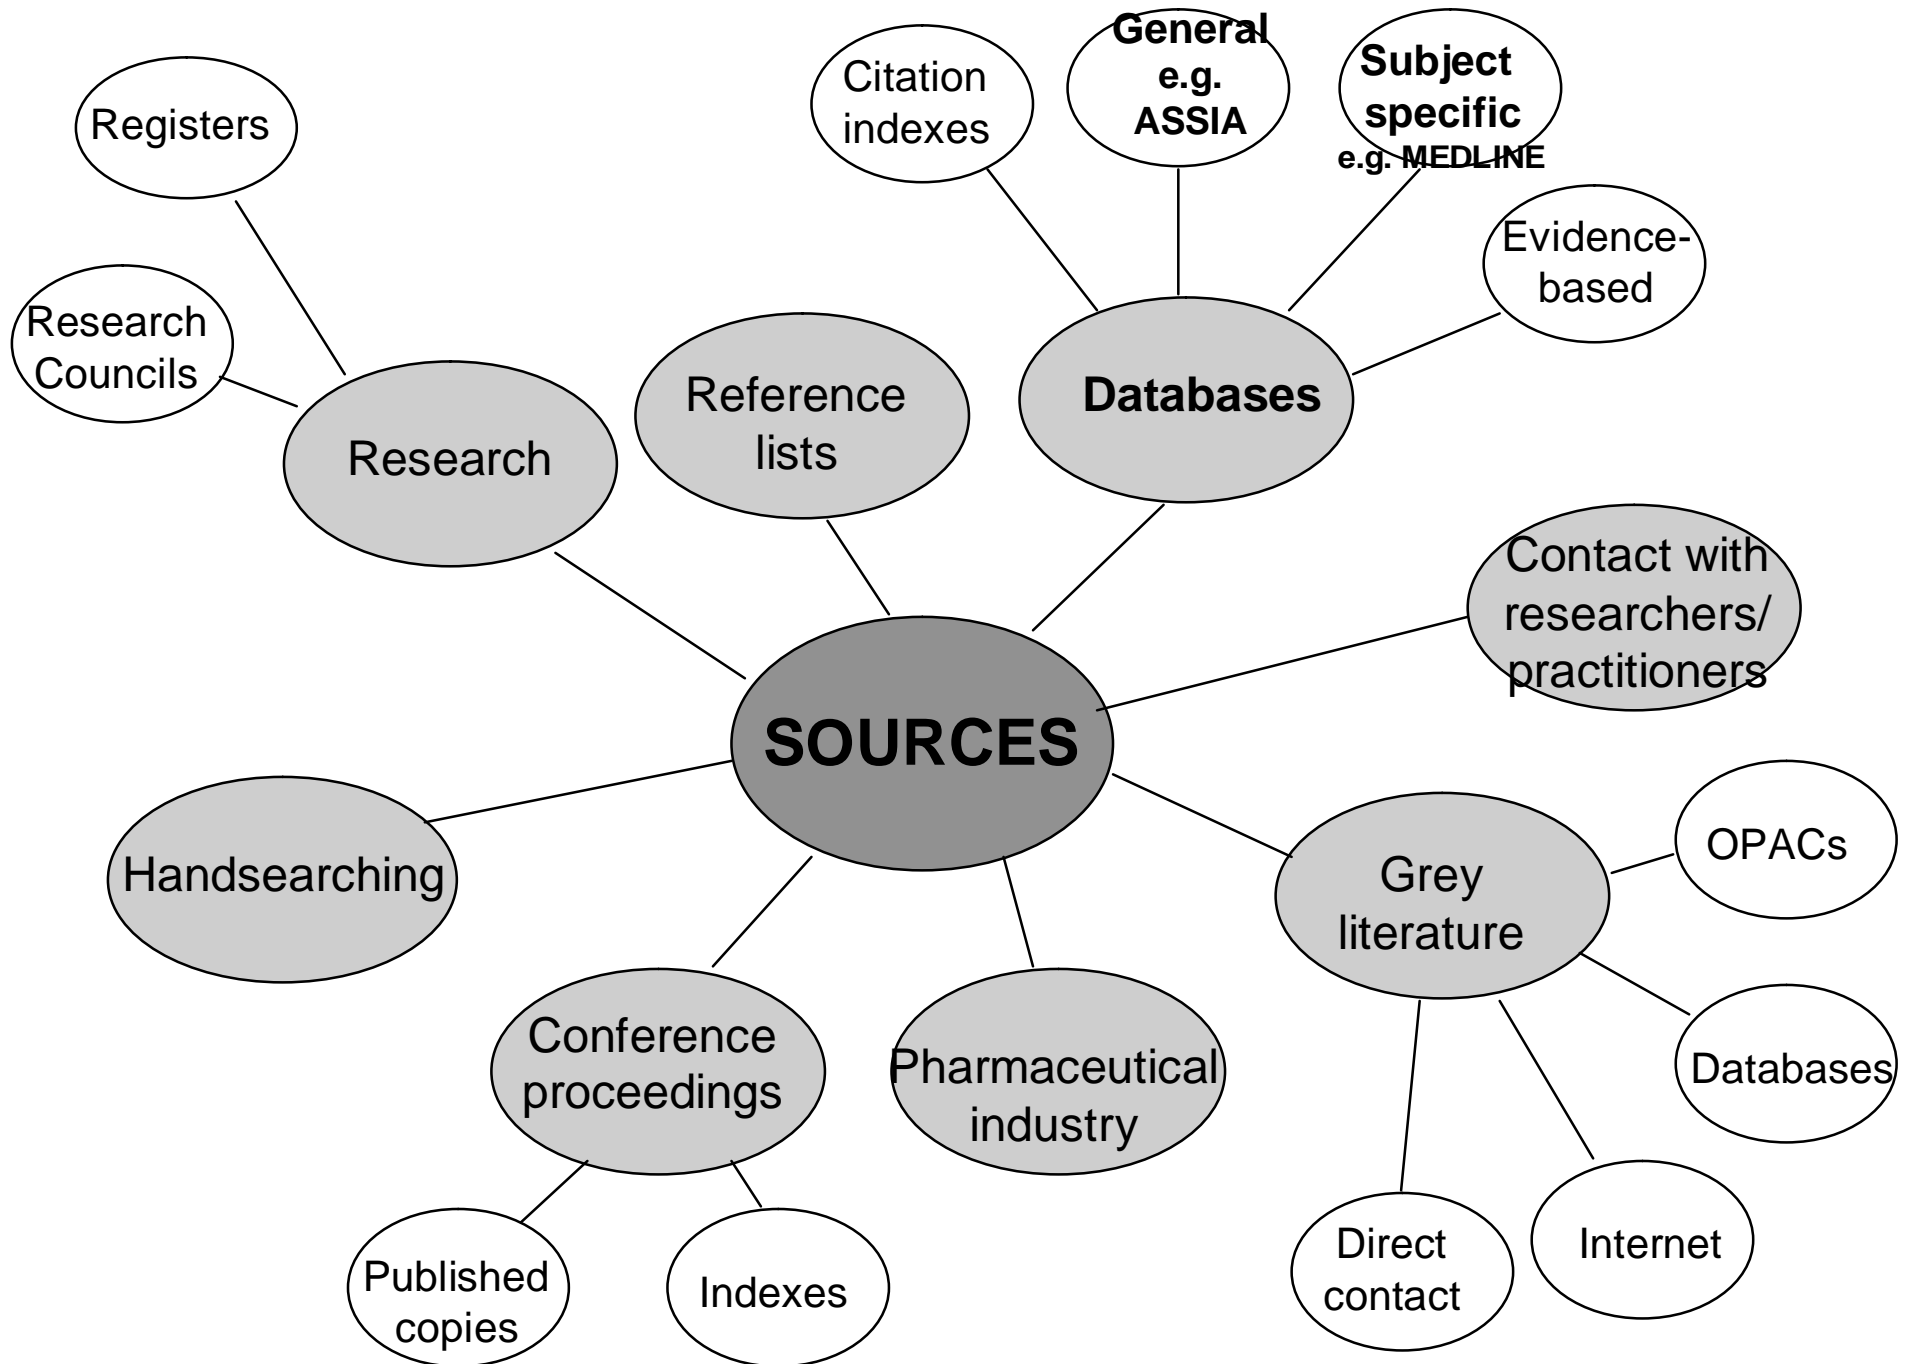 Registers
Research
Councils
Research
Reference
lists
Citation
indexes
General
e.g.
ASSIA
Subject
specific
e.g. MEDLINE
Evidence-
based
Databases
Contact with
researchers/
practitioners
SOURCES
Handsearching
Conference
proceedings
Published
copies
Indexes
Pharmaceutical
industry
Grey
literature
OPACs
Databases
Internet
Direct
contact